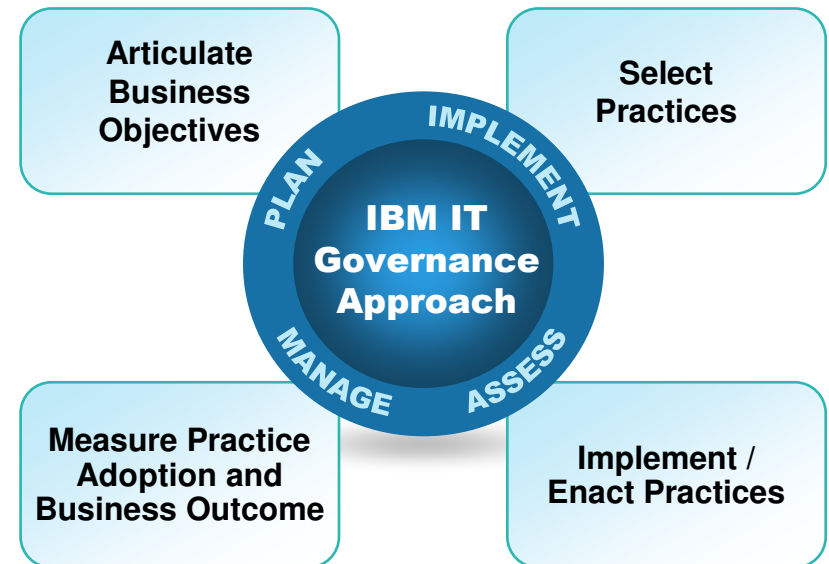 Articulate
Business
Objectives
Select
Practices
PLAN
IMPLEMENT
IBM IT
Governance
Approach
MANAGE
ASSESS
Measure Practice
Adoption and
Business Outcome
Implement /
Enact Practices